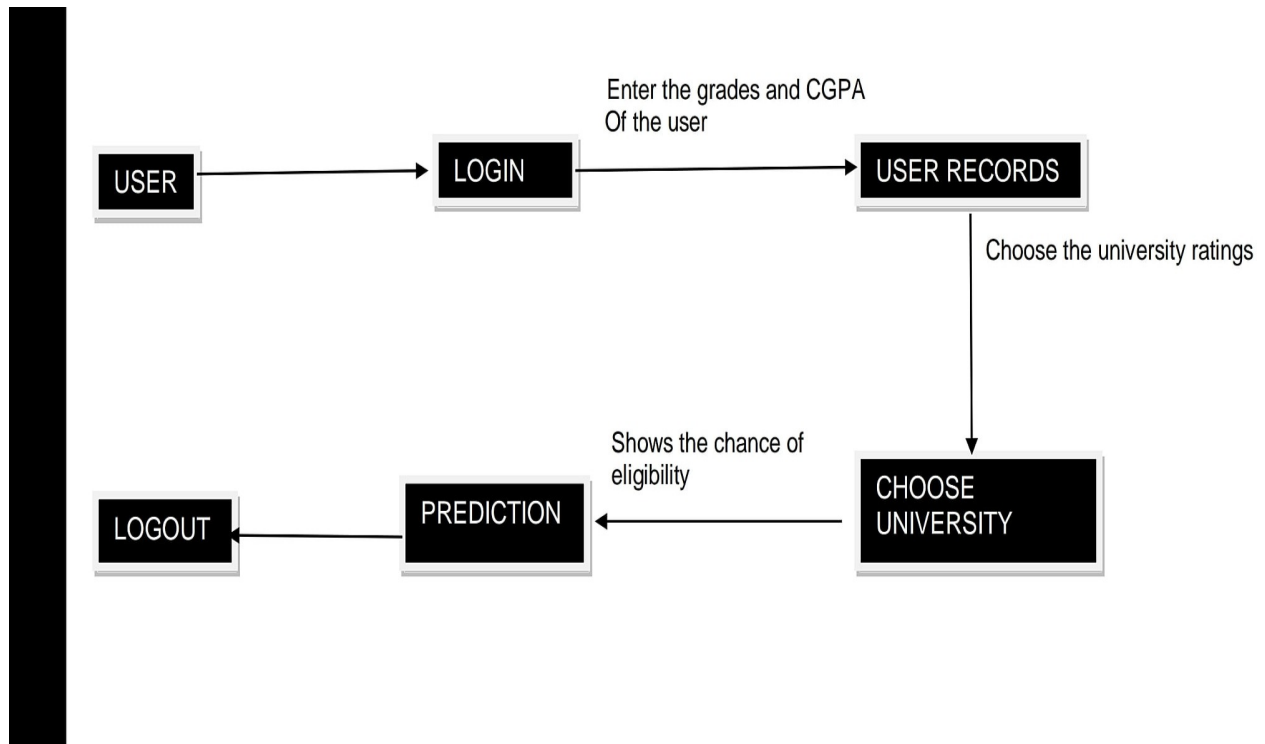 Enter the grades and CGPA
Of the user
USER
LOGIN
USER RECORDS
Choose the university ratings
Shows the chance of
eligibility
CHOOSE
UNIVERSITY
PREDICTION
LOGOUT